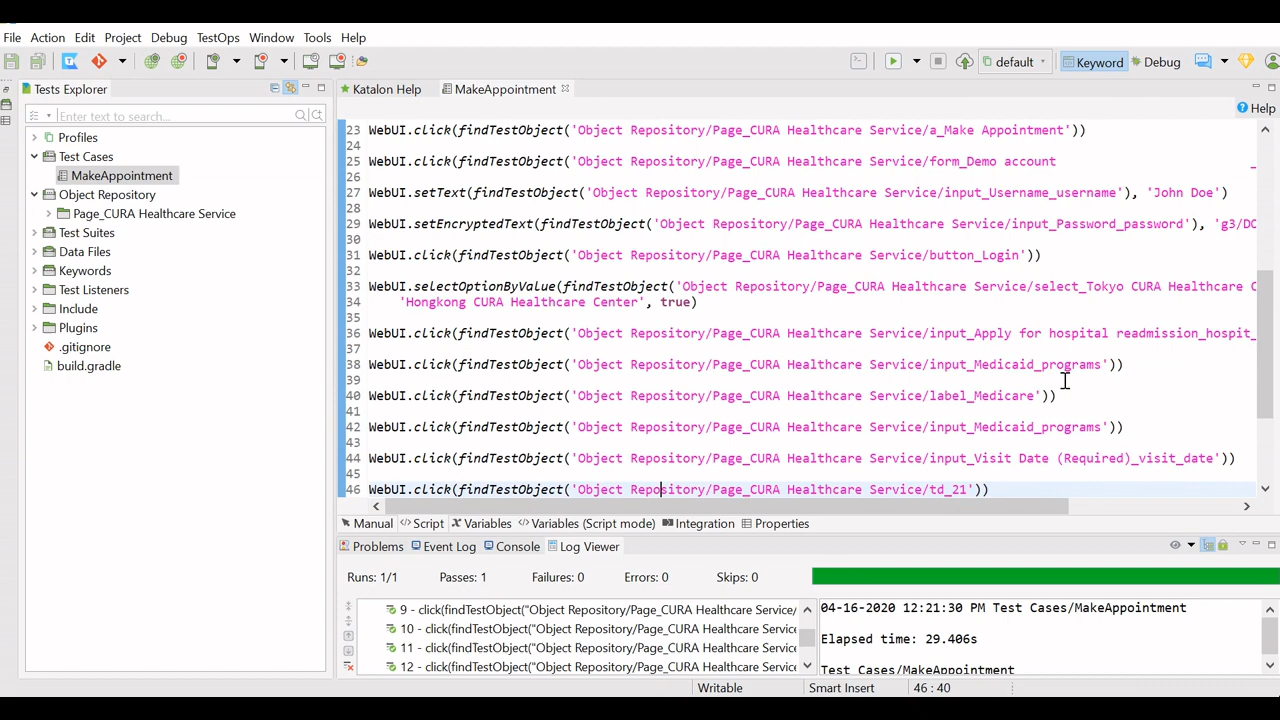 File Action Edit Project Debug TestOps Window Tools Help
default Keyword Debug
Tests Explorer
Enter text to search...
Profiles
Test Cases
MakeAppointment
Object Repository
Page_CURA Healthcare Service
Test Suites
Data Files
Keywords
Test Listeners
Include
Plugins
.gitignore
build.gradle
Katalon Help MakeAppointment
Help
23 WebUI.click(findTestObject('Object Repository/Page_CURA Healthcare Service/a_Make Appointment'))
24
25 WebUI.click(findTestObject('Object Repository/Page_CURA Healthcare Service/form_Demo account _
26
27 WebUI.setText(findTestObject('Object Repository/Page_CURA Healthcare Service/input_Username_username'), 'John Doe')
28
29 WebUI.setEncryptedText(findTestObject('Object Repository/Page_CURA Healthcare Service/input_Password_password'), 'g3/DO
30
31 WebUI.click(findTestObject('Object Repository/Page_CURA Healthcare Service/button_Login'))
32
33 WebUI.selectOptionByValue(findTestObject('Object Repository/Page_CURA Healthcare Service/select_Tokyo CURA Healthcare C
34 'Hongkong CURA Healthcare Center', true)
35
36 WebUI.click(findTestObject('Object Repository/Page_CURA Healthcare Service/input_Apply for hospital readmission_hospit_
37
38 WebUI.click(findTestObject('Object Repository/Page_CURA Healthcare Service/input_Medicaid_programs'))
39
40 WebUI.click(findTestObject('Object Repository/Page_CURA Healthcare Service/label_Medicare'))
41
42 WebUI.click(findTestObject('Object Repository/Page_CURA Healthcare Service/input_Medicaid_programs'))
43
44 WebUI.click(findTestObject('Object Repository/Page_CURA Healthcare Service/input_Visit Date (Required)_visit_date'))
45
46 WebUI.click(findTestObject('Object Repository/Page_CURA Healthcare Service/td_21'))
Manual Script Variables Variables (Script mode) Integration Properties
Problems Event Log Console Log Viewer
Runs: 1/1 Passes: 1 Failures: 0 Errors: 0 Skips: 0
9 - click(findTestObject("Object Repository/Page_CURA Healthcare Service/
10 - click(findTestObject("Object Repository/Page_CURA Healthcare Service
11 - click(findTestObject("Object Repository/Page_CURA Healthcare Service
12 - click(findTestObject("Object Repository/Page_CURA Healthcare Service
04-16-2020 12:21:30 PM Test Cases/MakeAppointment
Elapsed time: 29.406s
Test Cases/MakeAppointment
Writable Smart Insert 46 : 40